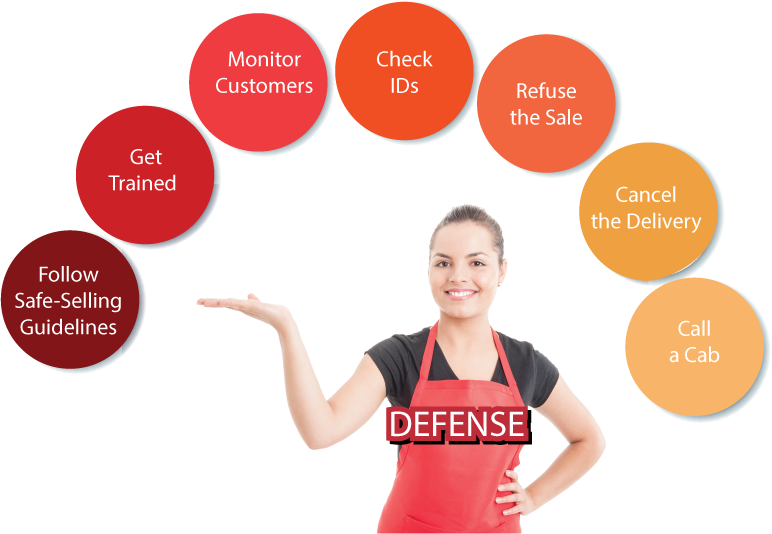 Follow
Safe-Selling
Guidelines
Get
Trained
Monitor
Customers
Check
IDs
Refuse
the Sale
Cancel
the Delivery
Call
a Cab
DEFENSE